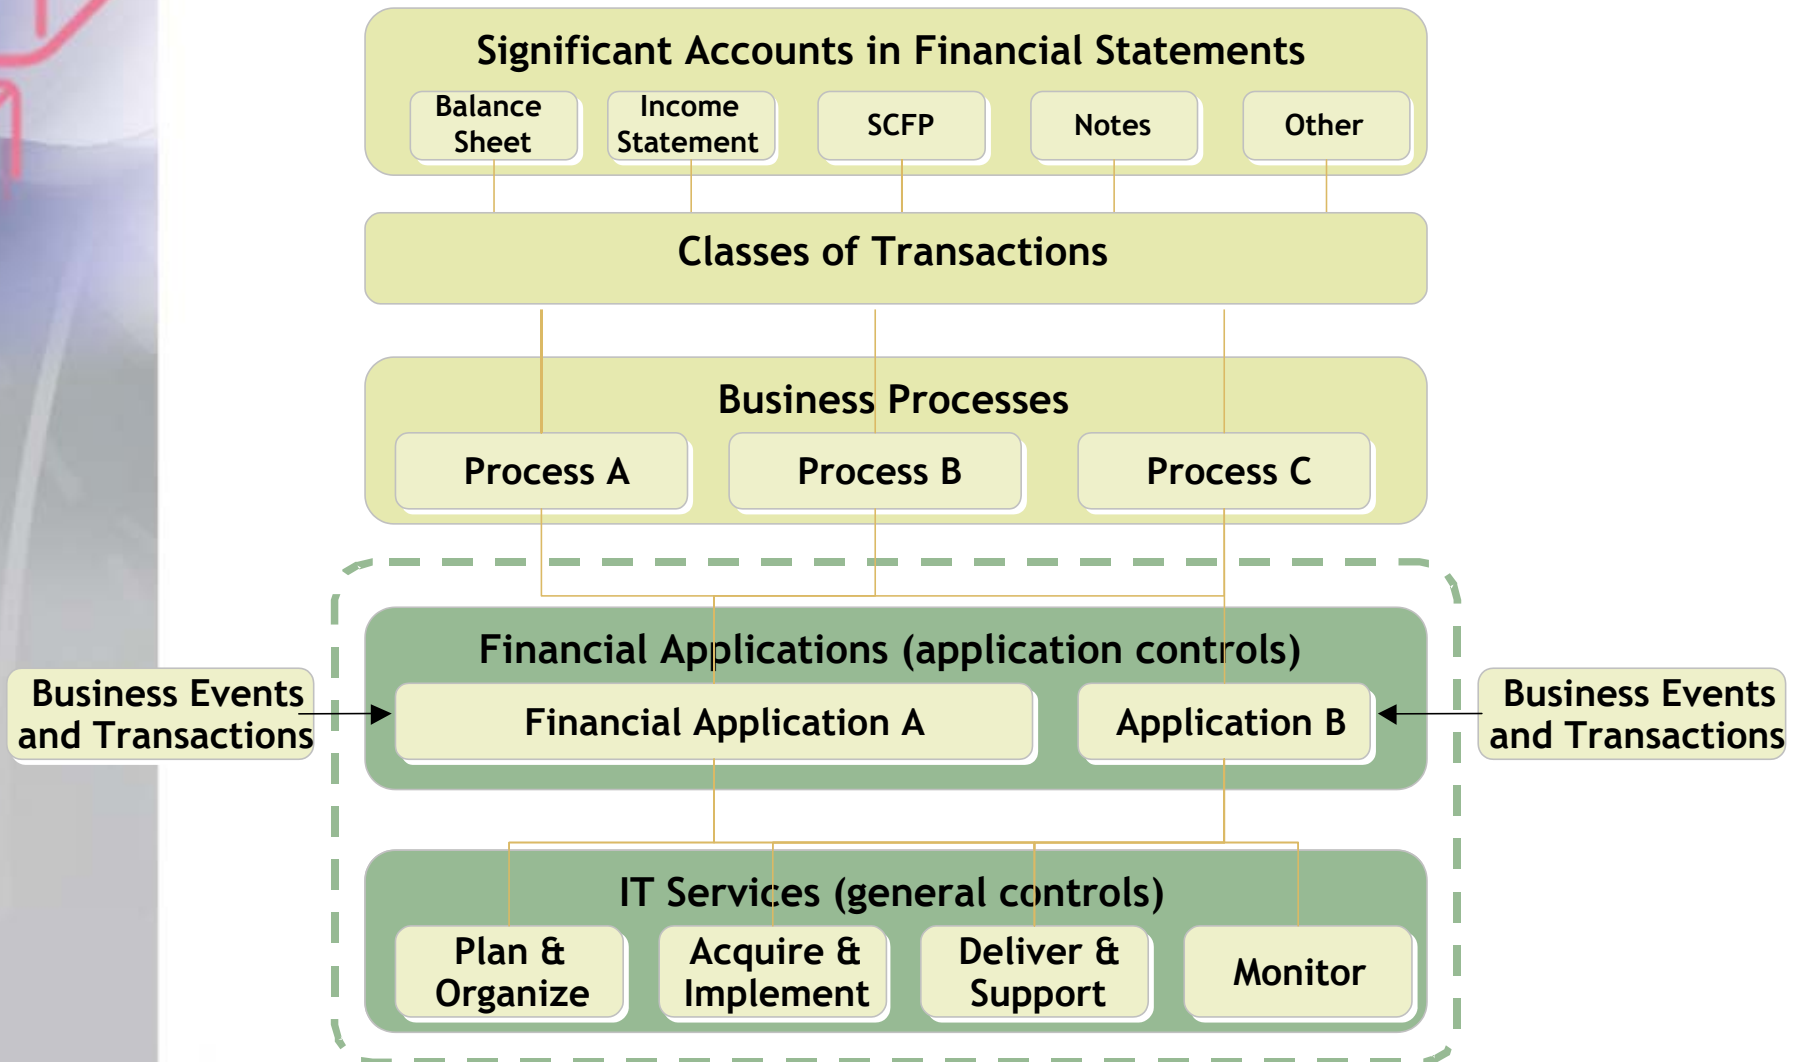 Significant Accounts in Financial Statements
Balance
Sheet
Income
Statement
SCFP
Notes
Other
Classes of Transactions
Business Processes
Process A
Process B
Process C
Financial Applications (application controls)
Business Events
and Transactions
Financial Application A
Application B
Business Events
and Transactions
IT Services (general controls)
Plan &
Organize
Acquire &
Implement
Deliver &
Support
Monitor